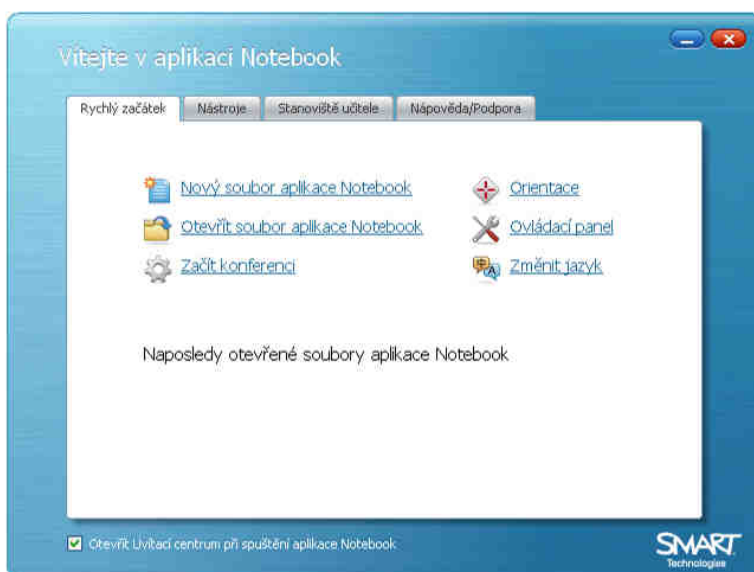 Vítejte v aplikaci Notebook
Rychlý začátek Nástroje Stanoviště učitele Nápověda/Podpora
Nový soubor aplikace Notebook Orientace
Otevřít soubor aplikace Notebook Ovládací panel
Začít konferenci Změnit jazyk
Naposledy otevřené soubory aplikace Notebook
Otevřít Uvítací centrum při spuštění aplikace Notebook
SMART
Technologies